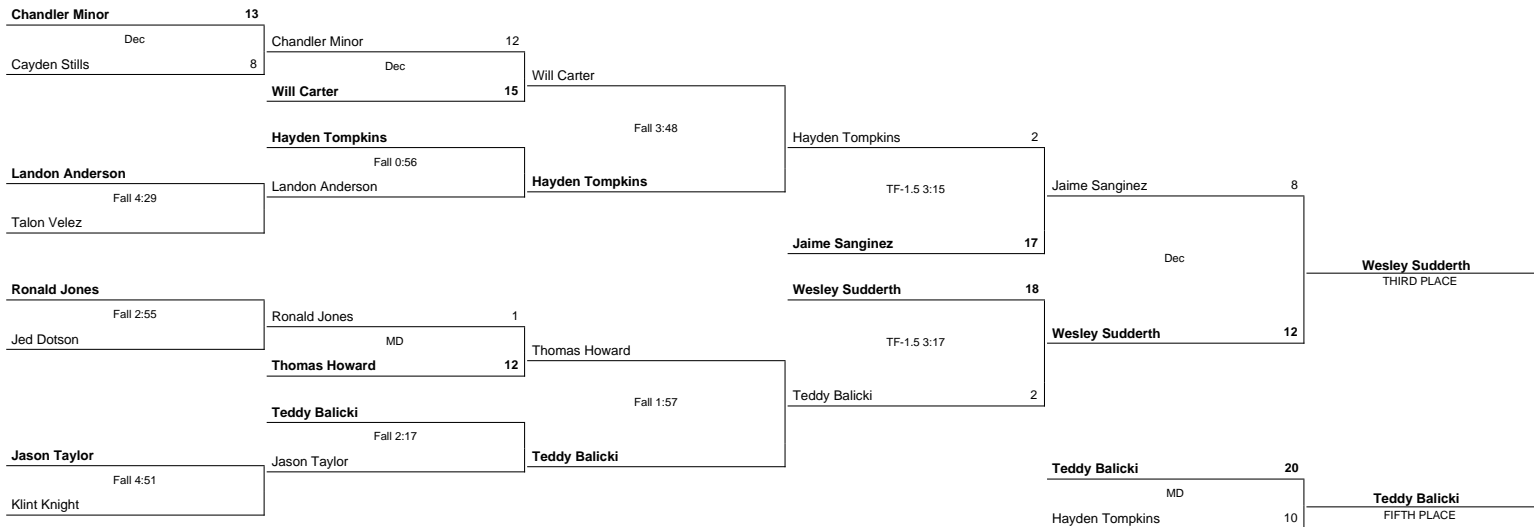 Chandler Minor 13
Dec
Cayden Stills 8
Chandler Minor 12
Dec
Will Carter 15
Will Carter
Fall 3:48
Hayden Tompkins
Hayden Tompkins
Fall 0:56
Landon Anderson
Landon Anderson
Fall 4:29
Talon Velez
Hayden Tompkins 2
TF-1.5 3:15
Jaime Sanginez 17
Jaime Sanginez 8
Dec
Wesley Sudderth 12
Wesley Sudderth
THIRD PLACE
Ronald Jones
Fall 2:55
Jed Dotson
Ronald Jones 1
MD
Thomas Howard 12
Thomas Howard
Fall 1:57
Teddy Balicki
Teddy Balicki
Fall 2:17
Jason Taylor
Jason Taylor
Fall 4:51
Klint Knight
Wesley Sudderth 18
TF-1.5 3:17
Teddy Balicki 2
Teddy Balicki 20
MD
Hayden Tompkins 10
Teddy Balicki
FIFTH PLACE